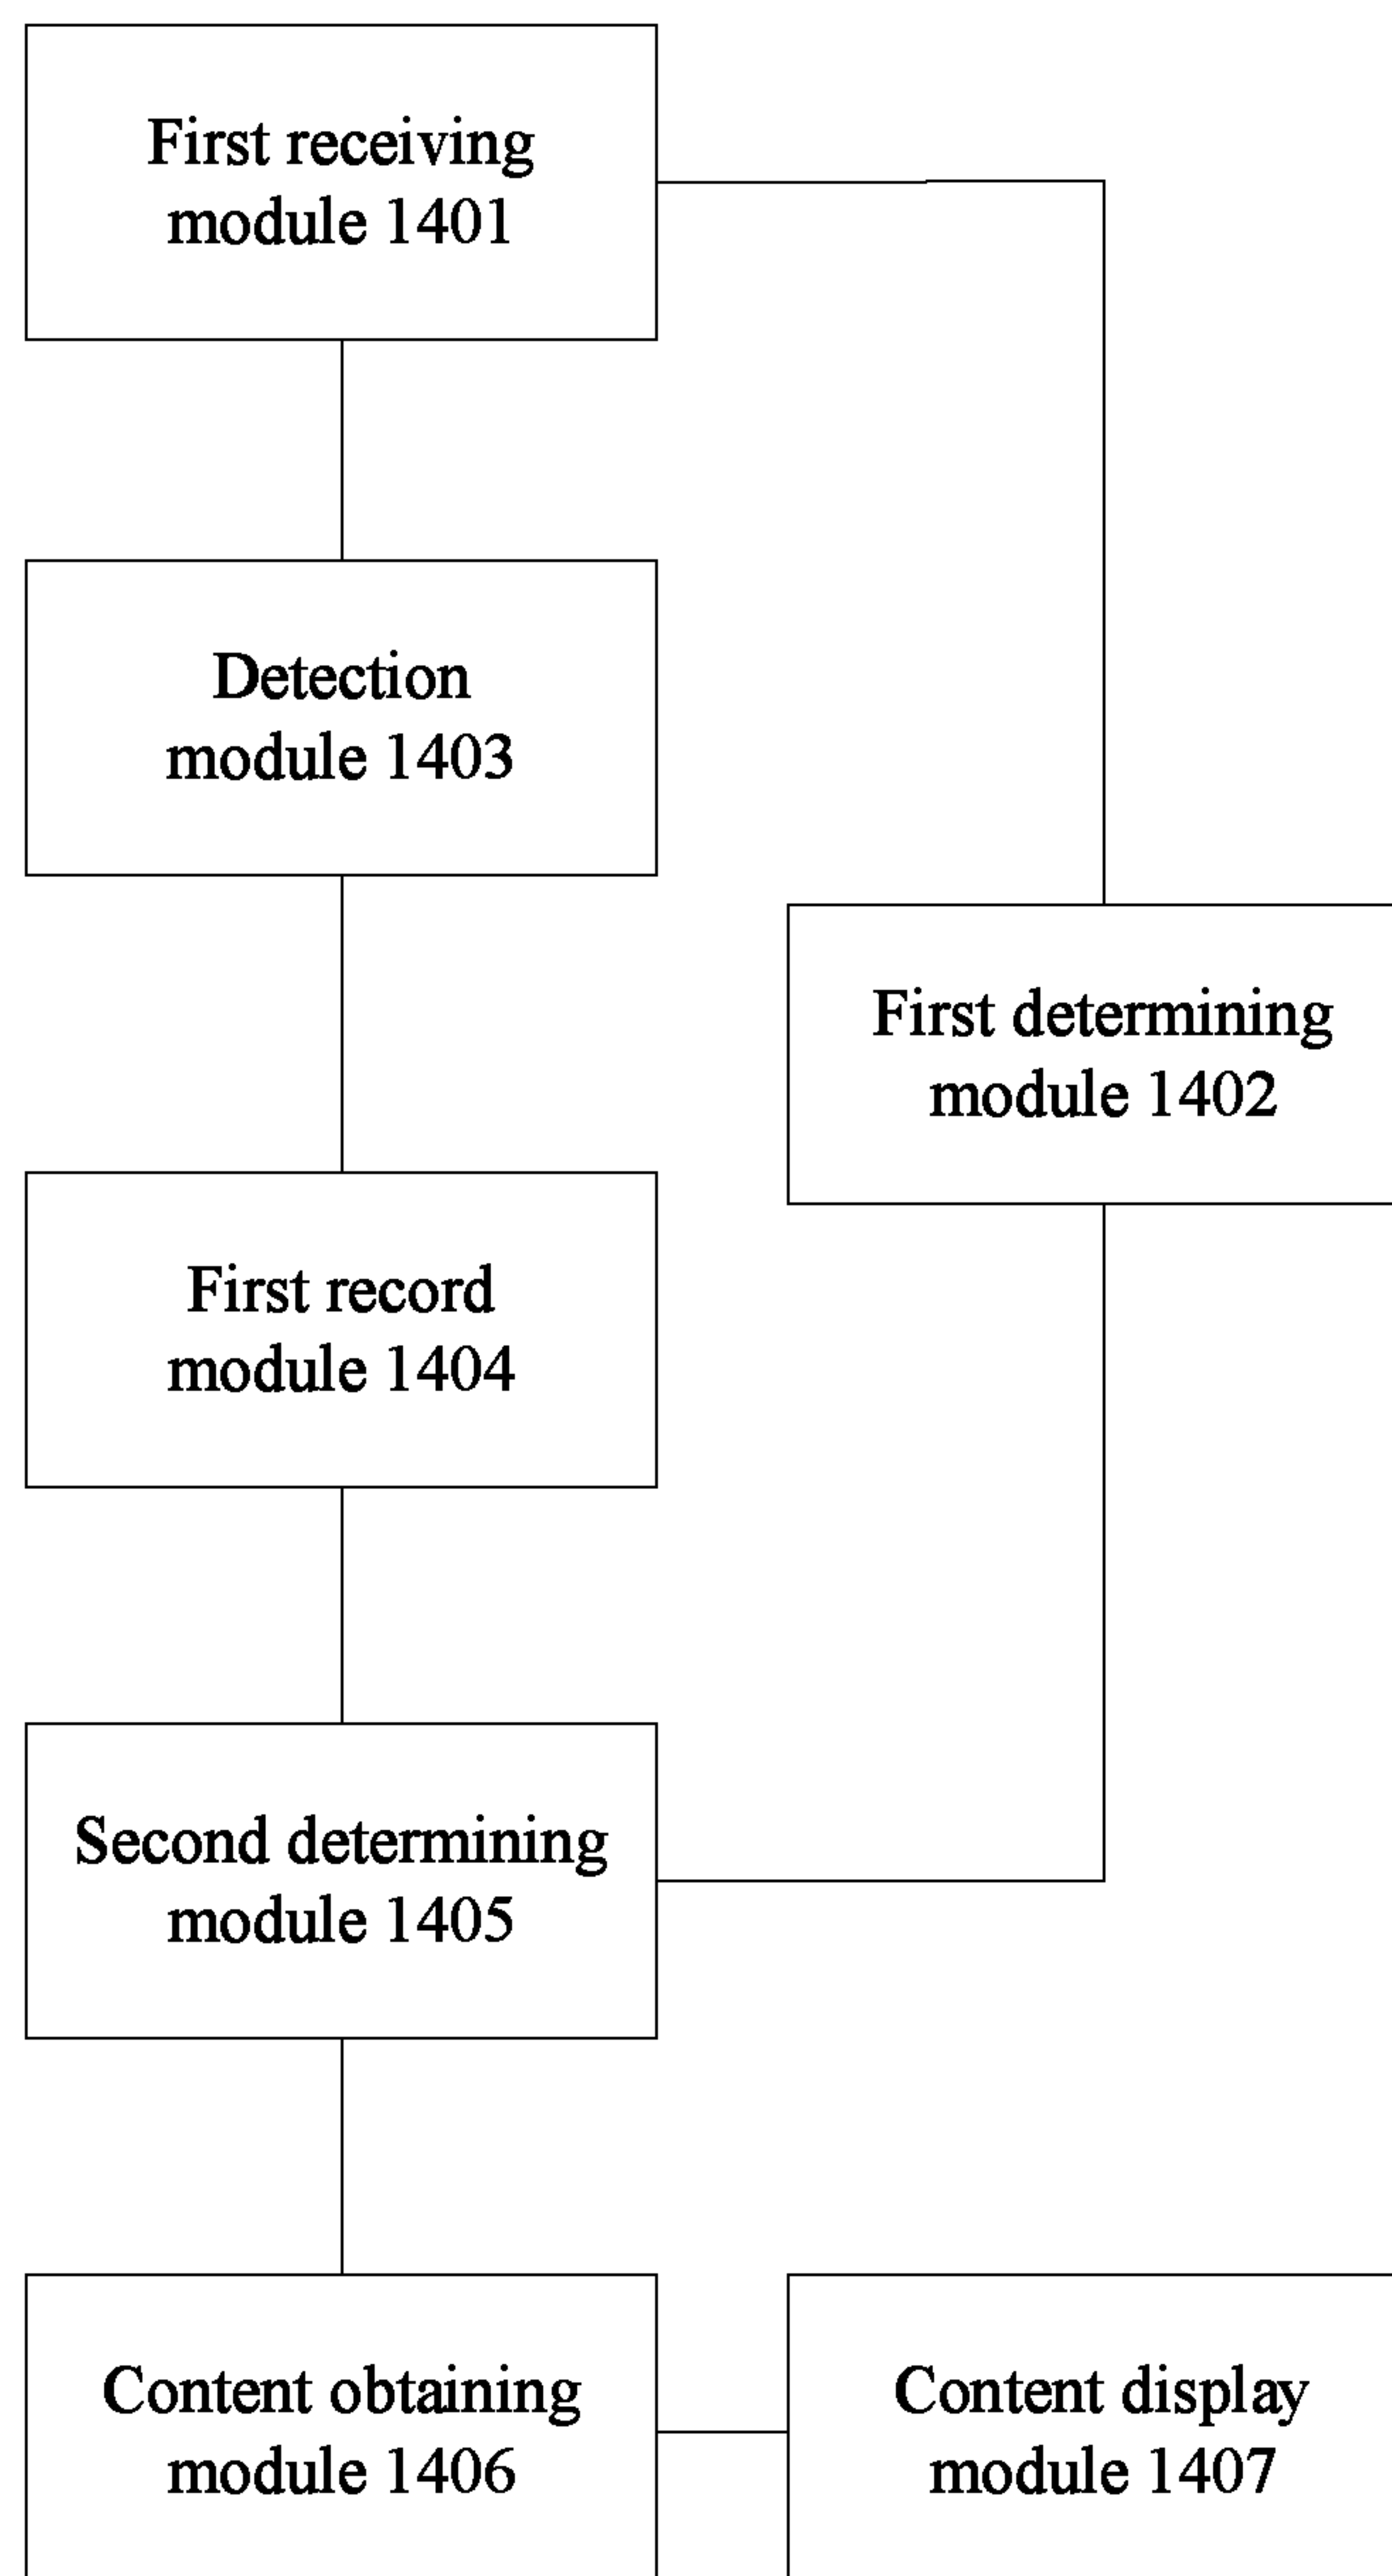 First receiving
module 1401
Detection
module 1403
First determining
module 1402
First record
module 1404
Second determining
module 1405
Content obtaining
module 1406
Content display
module 1407